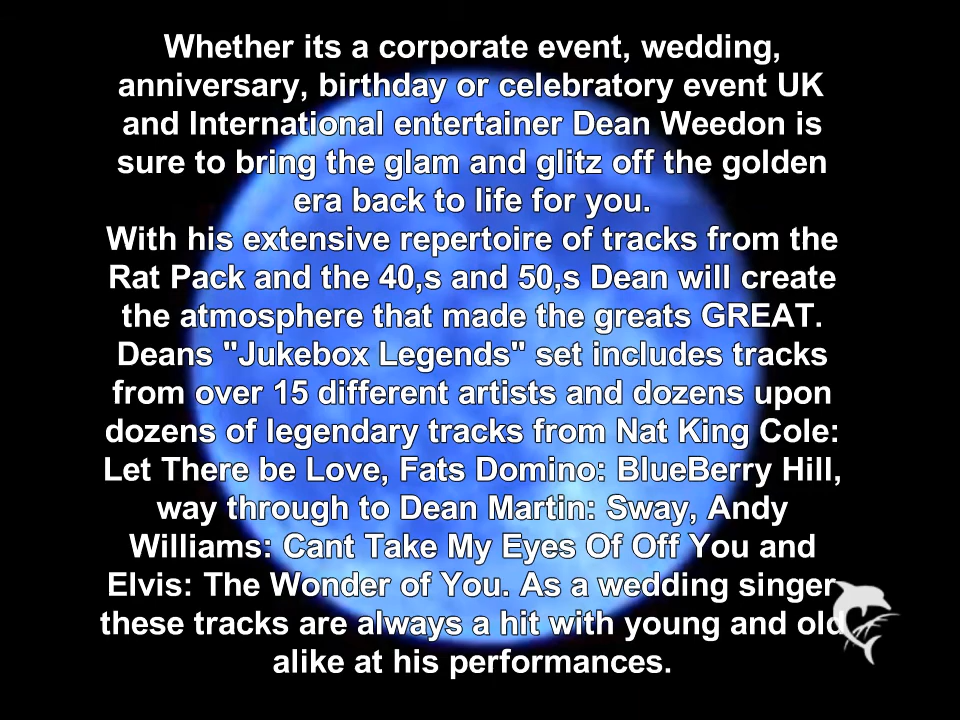 Whether its a corporate event, wedding,
anniversary, birthday or celebratory event UK
and International entertainer Dean Weedon is
sure to bring the glam and glitz off the golden
era back to life for you.
With his extensive repertoire of tracks from the
Rat Pack and the 40,s and 50,s Dean will create
the atmosphere that made the greats GREAT.
Deans "Jukebox Legends" set includes tracks
from over 15 different artists and dozens upon
dozens of legendary tracks from Nat King Cole:
Let There be Love, Fats Domino: BlueBerry Hill,
way through to Dean Martin: Sway, Andy
Williams: Cant Take My Eyes Of Off You and
Elvis: The Wonder of You. As a wedding singer
these tracks are always a hit with young and old
alike at his performances.